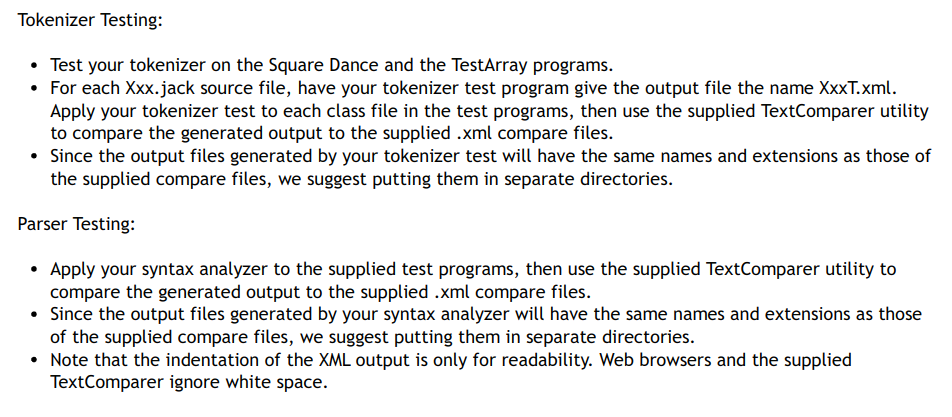 Tokenizer Testing:
• Test your tokenizer on the Square Dance and the TestArray programs.
• For each Xxx.jack source file, have your tokenizer test program give the output file the name XxxT.xml.
Apply your tokenizer test to each class file in the test programs, then use the supplied TextComparer utility
to compare the generated output to the supplied .xml compare files.
• Since the output files generated by your tokenizer test will have the same names and extensions as those of
the supplied compare files, we suggest putting them in separate directories.
Parser Testing:
• Apply your syntax analyzer to the supplied test programs, then use the supplied TextComparer utility to
compare the generated output to the supplied .xml compare files.
• Since the output files generated by your syntax analyzer will have the same names and extensions as those
of the supplied compare files, we suggest putting them in separate directories.
• Note that the indentation of the XML output is only for readability. Web browsers and the supplied
TextComparer ignore white space.